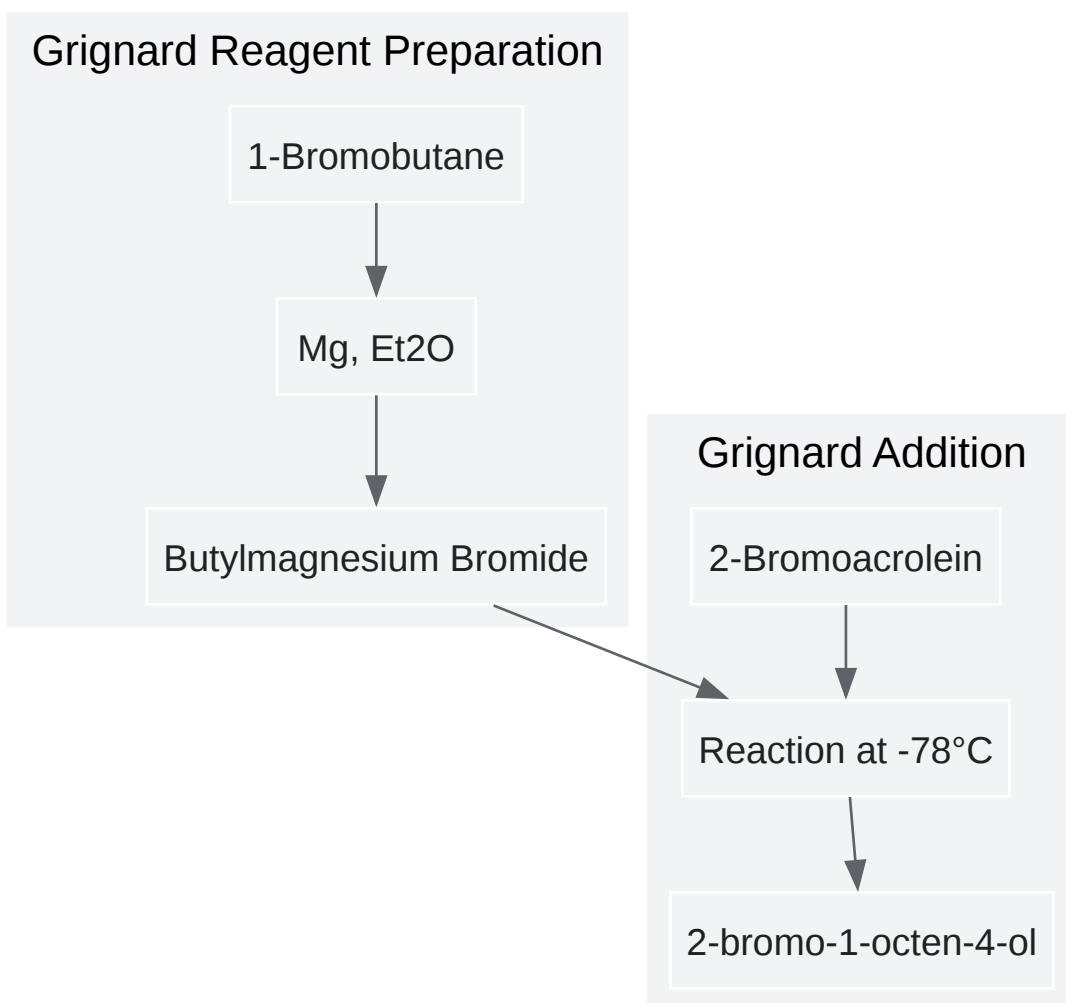 Grignard Reagent Preparation
1-Bromobutane
Mg, Et2O
Butylmagnesium Bromide
Grignard Addition
2-Bromoacrolein
Reaction at -78°C
2-bromo-1-octen-4-ol